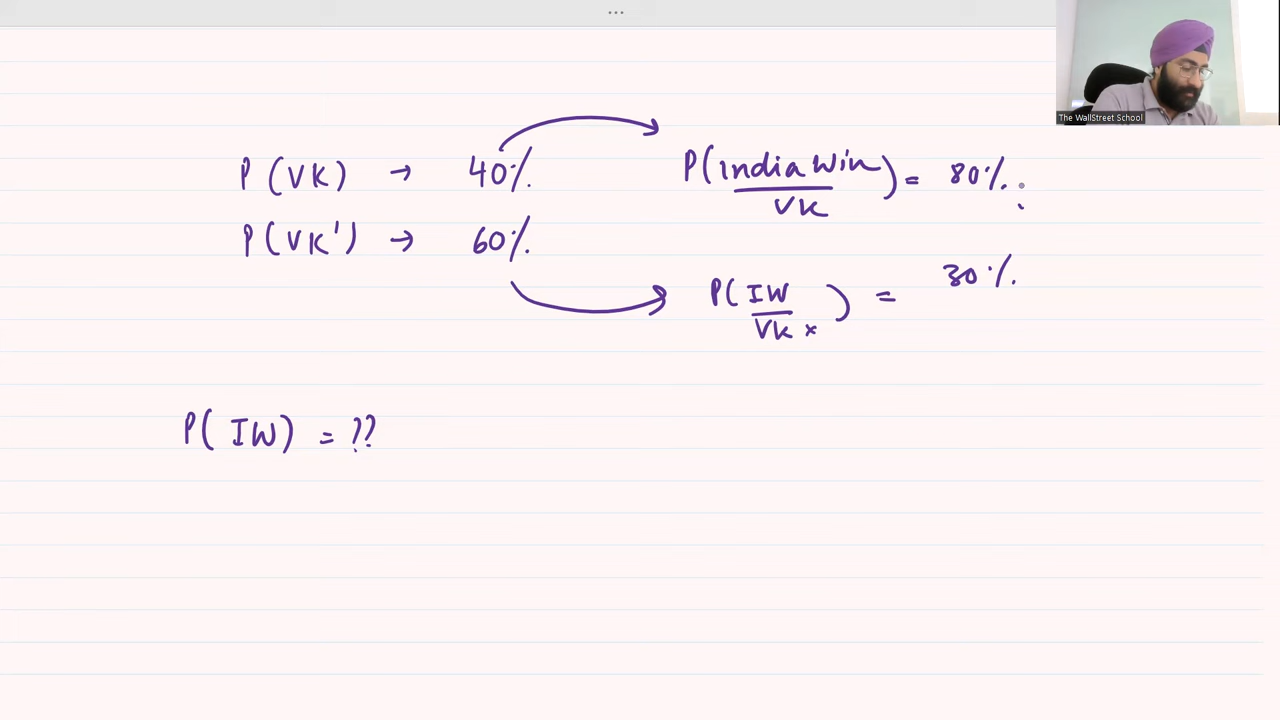 ...
The WallStreet School
P(VK) → 40%. P(India Win / VK) = 80%.
P(VK') → 60%.
P(IW / VK x) = 30%.
P(IW) = ??